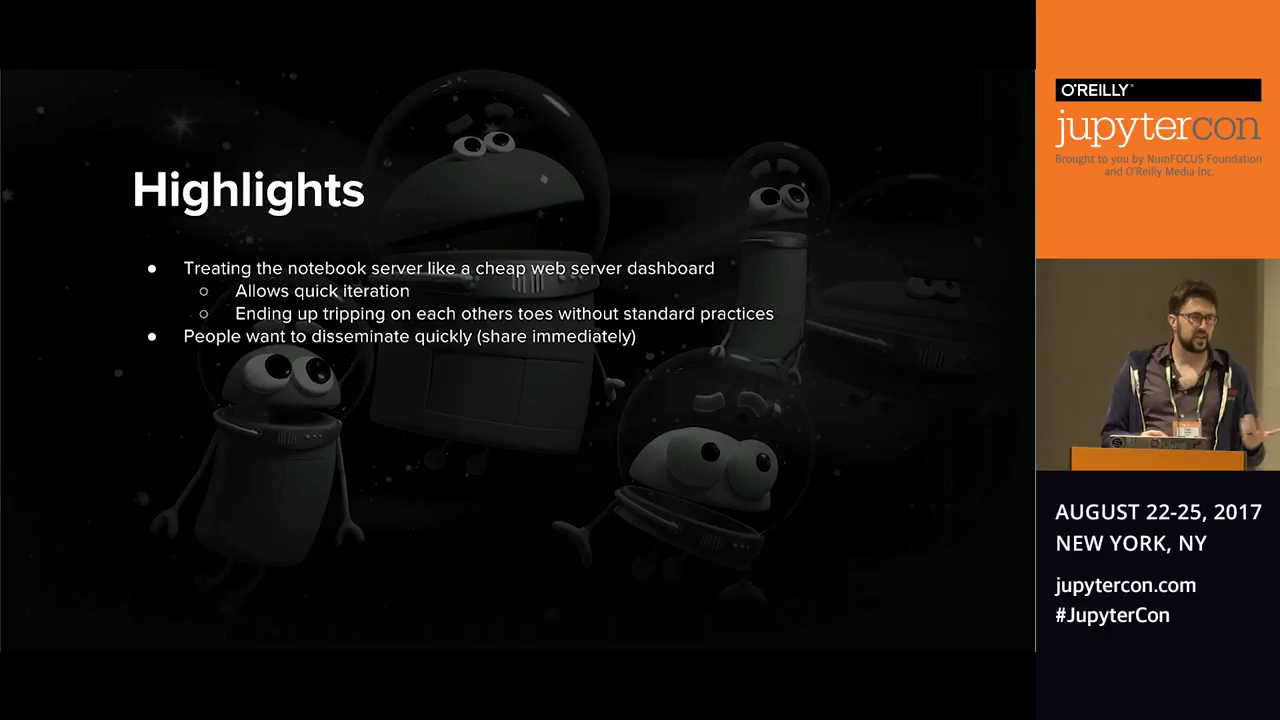 Highlights
● Treating the notebook server like a cheap web server dashboard
○ Allows quick iteration
○ Ending up tripping on each others toes without standard practices
● People want to disseminate quickly (share immediately)
O'REILLY®
jupytercon
Brought to you by NumFOCUS Foundation
and O'Reilly Media Inc.
AUGUST 22-25, 2017
NEW YORK, NY
jupytercon.com
#JupyterCon